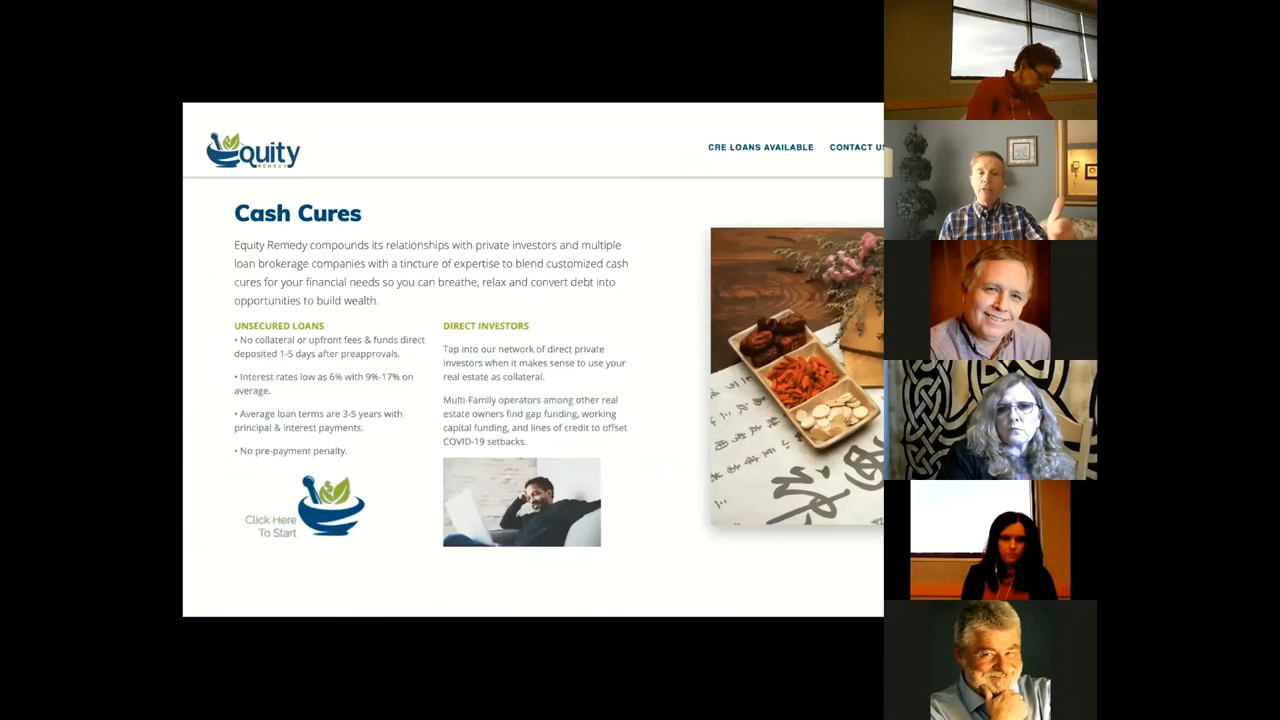 Equity
REMEDY
CRE LOANS AVAILABLE
CONTACT US
Cash Cures
Equity Remedy compounds its relationships with private investors and multiple
loan brokerage companies with a tincture of expertise to blend customized cash
cures for your financial needs so you can breathe, relax and convert debt into
opportunities to build wealth.
UNSECURED LOANS
• No collateral or upfront fees & funds direct
deposited 1-5 days after preapprovals.
• Interest rates low as 6% with 9%-17% on
average.
• Average loan terms are 3-5 years with
principal & interest payments.
• No pre-payment penalty.
Click Here
To Start
DIRECT INVESTORS
Tap into our network of direct private
investors when it makes sense to use your
real estate as collateral.
Multi-Family operators among other real
estate owners find gap funding, working
capital funding, and lines of credit to offset
COVID-19 setbacks.